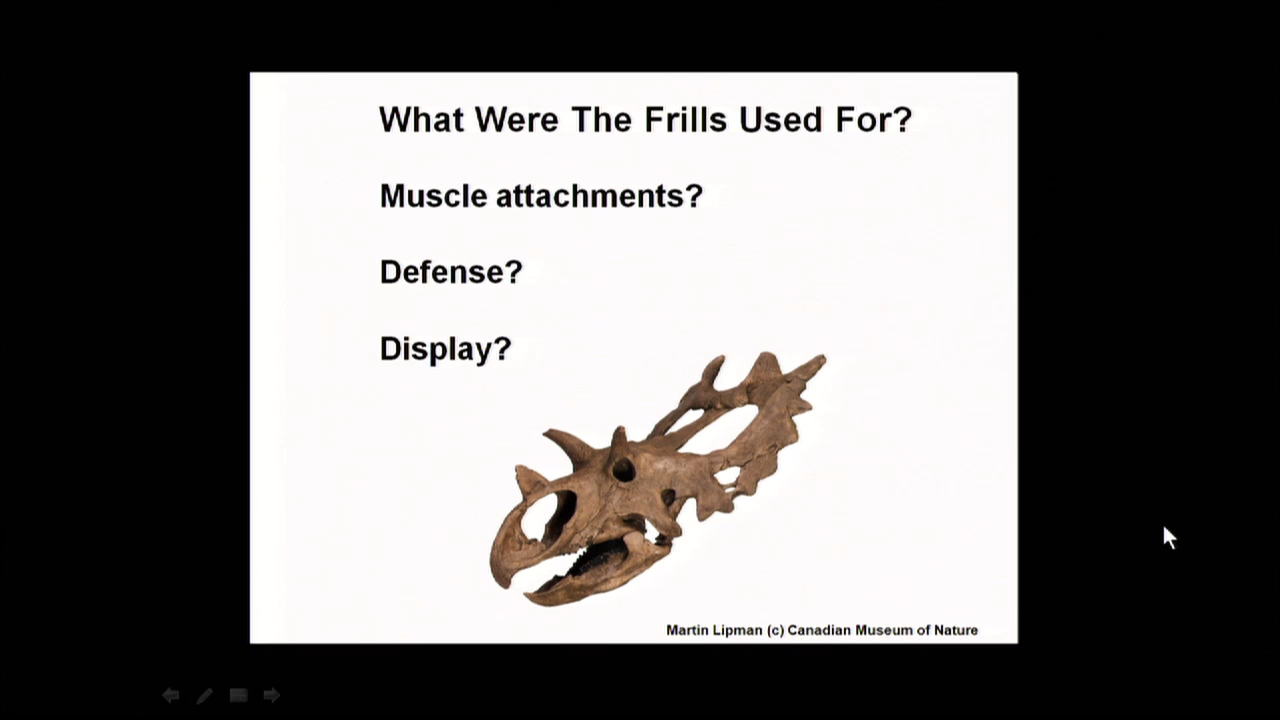 What Were The Frills Used For?
Muscle attachments?
Defense?
Display?
Martin Lipman (c) Canadian Museum of Nature